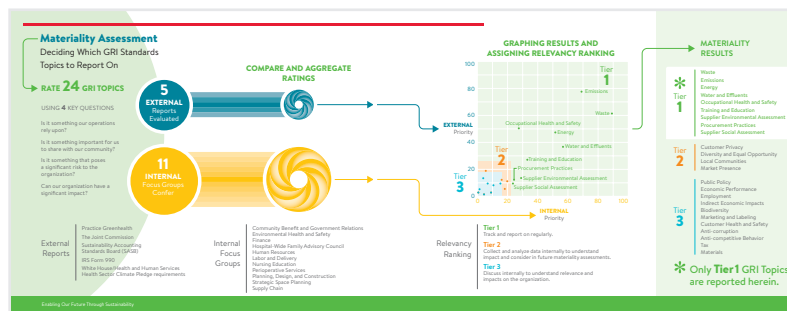 Materiality Assessment
Deciding Which GRI Standards
Topics to Report On
RATE 24 GRI TOPICS
USING 4 KEY QUESTIONS
Is it something our operations
rely upon?
Is it something important for us
to share with our community?
Is it something that poses
a significant risk to the
organization?
Can our organization have a
significant impact?
5
EXTERNAL
Reports
Evaluated
11
INTERNAL
Focus Groups
Confer
COMPARE AND AGGREGATE
RATINGS
GRAPHING RESULTS AND
ASSIGNING RELEVANCY RANKING
EXTERNAL
Priority
100
80
60
40
20
0
Tier
1
Emissions
Waste
Occupational Health and Safety
Energy
Water and Effluents
Tier
2
Training and Education
Procurement Practices
Supplier Environmental Assessment
Supplier Social Assessment
Tier
3
0
20
40
60
80
100
INTERNAL
Priority
External
Reports
Practice Greenhealth
The Joint Commission
Sustainability Accounting
Standards Board (SASB)
IRS Form 990
White House/Health and Human Services
Health Sector Climate Pledge requirements
Internal
Focus
Groups
Community Benefit and Government Relations
Environmental Health and Safety
Finance
Hospital-Wide Family Advisory Council
Human Resources
Labor and Delivery
Nursing Education
Perioperative Services
Planning, Design, and Construction
Strategic Space Planning
Supply Chain
Relevancy
Ranking
Tier 1
Track and report on regularly.
Tier 2
Collect and analyze data internally to understand
impact and consider in future materiality assessments.
Tier 3
Discuss internally to understand relevance and
impacts on the organization.
MATERIALITY
RESULTS
Tier
1
Waste
Emissions
Energy
Water and Effluents
Occupational Health and Safety
Training and Education
Supplier Environmental Assessment
Procurement Practices
Supplier Social Assessment
Tier
2
Customer Privacy
Diversity and Equal Opportunity
Local Communities
Market Presence
Tier
3
Public Policy
Economic Performance
Employment
Indirect Economic Impacts
Biodiversity
Marketing and Labeling
Customer Health and Safety
Anti-corruption
Anti-competitive Behavior
Tax
Materials
* Only Tier 1 GRI Topics
are reported herein.
Enabling Our Future Through Sustainability